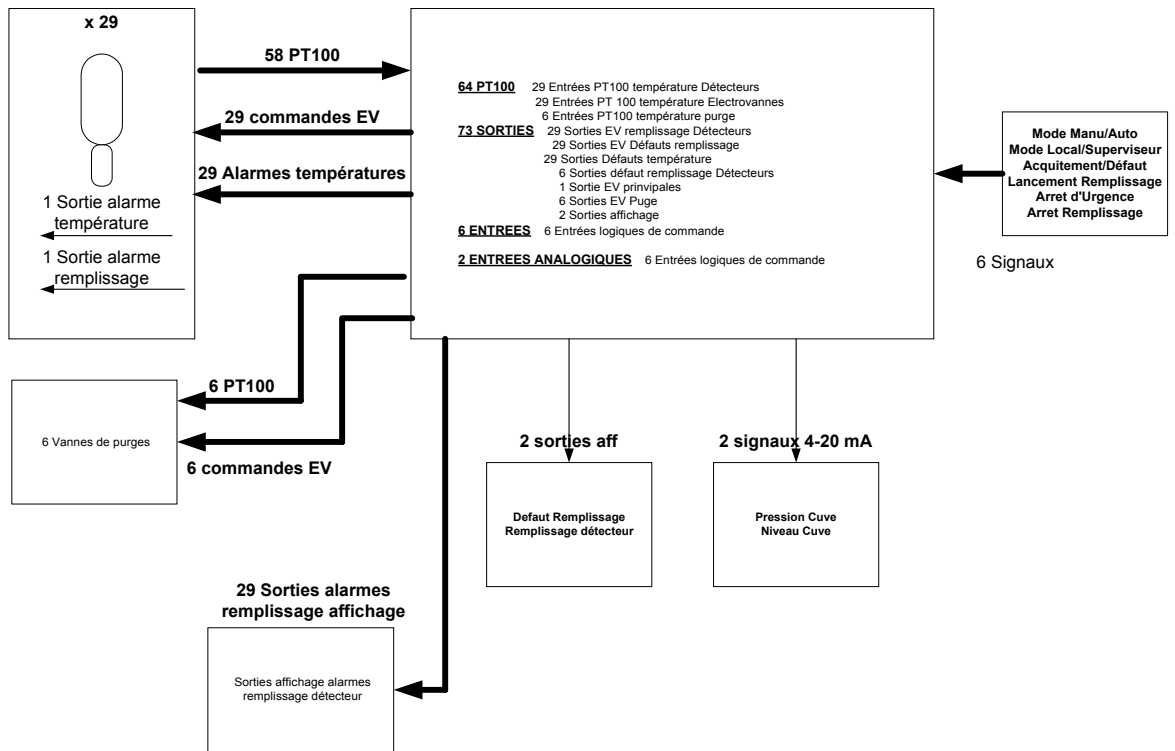 x 29
58 PT100
29 commandes EV
29 Alarmes températures
1 Sortie alarme
température
1 Sortie alarme
remplissage
64 PT100 29 Entrées PT100 température Détecteurs
29 Entrées PT 100 température Electrovannes
6 Entrées PT100 température purge
73 SORTIES 29 Sorties EV remplissage Détecteurs
29 Sorties EV Défauts remplissage
29 Sorties Défauts température
6 Sorties défaut remplissage Détecteurs
1 Sortie EV prinvipales
6 Sorties EV Puge
2 Sorties affichage
6 ENTREES 6 Entrées logiques de commande
2 ENTREES ANALOGIQUES 6 Entrées logiques de commande
Mode Manu/Auto
Mode Local/Superviseur
Acquitement/Défaut
Lancement Remplissage
Arret d'Urgence
Arret Remplissage
6 Signaux
6 PT100
6 Vannes de purges
6 commandes EV
2 sorties aff
2 signaux 4-20 mA
Defaut Remplissage
Remplissage détecteur
Pression Cuve
Niveau Cuve
29 Sorties alarmes
remplissage affichage
Sorties affichage alarmes
remplissage détecteur